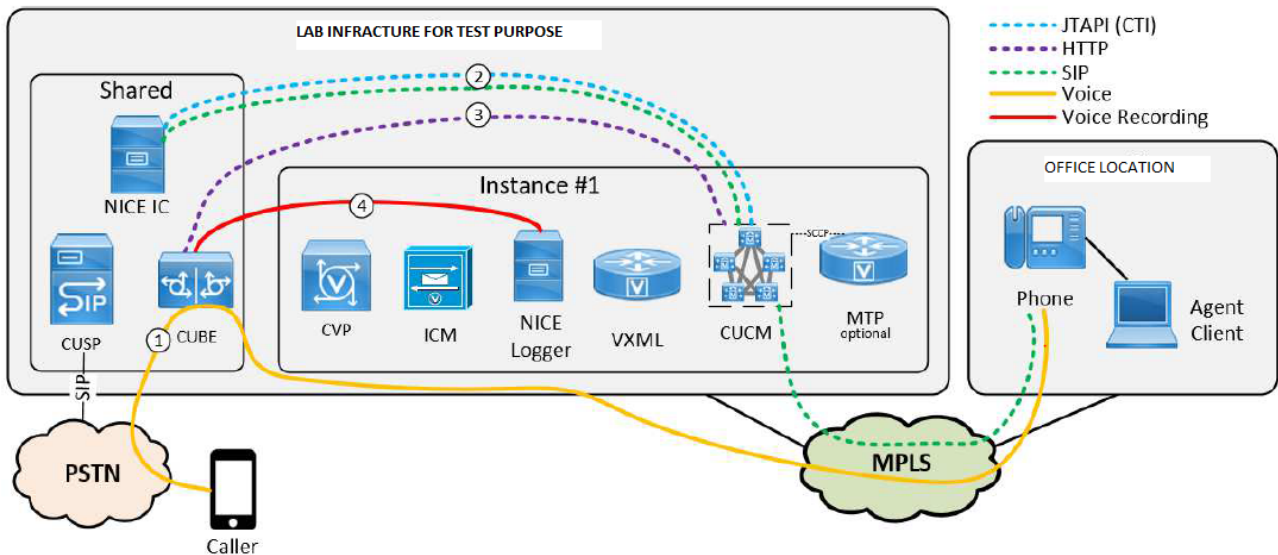 LAB INFRACTURE FOR TEST PURPOSE
JTAPI (CTI)
HTTP
SIP
Voice
Voice Recording
Shared
2
3
NICE IC
Instance #1
OFFICE LOCATION
4
SIP
V
V
SCCP
V
V
CUSP
1
CUBE
CVP
ICM
NICE
Logger
VXML
CUCM
MTP
optional
Phone
Agent
Client
SIP
PSTN
MPLS
Caller